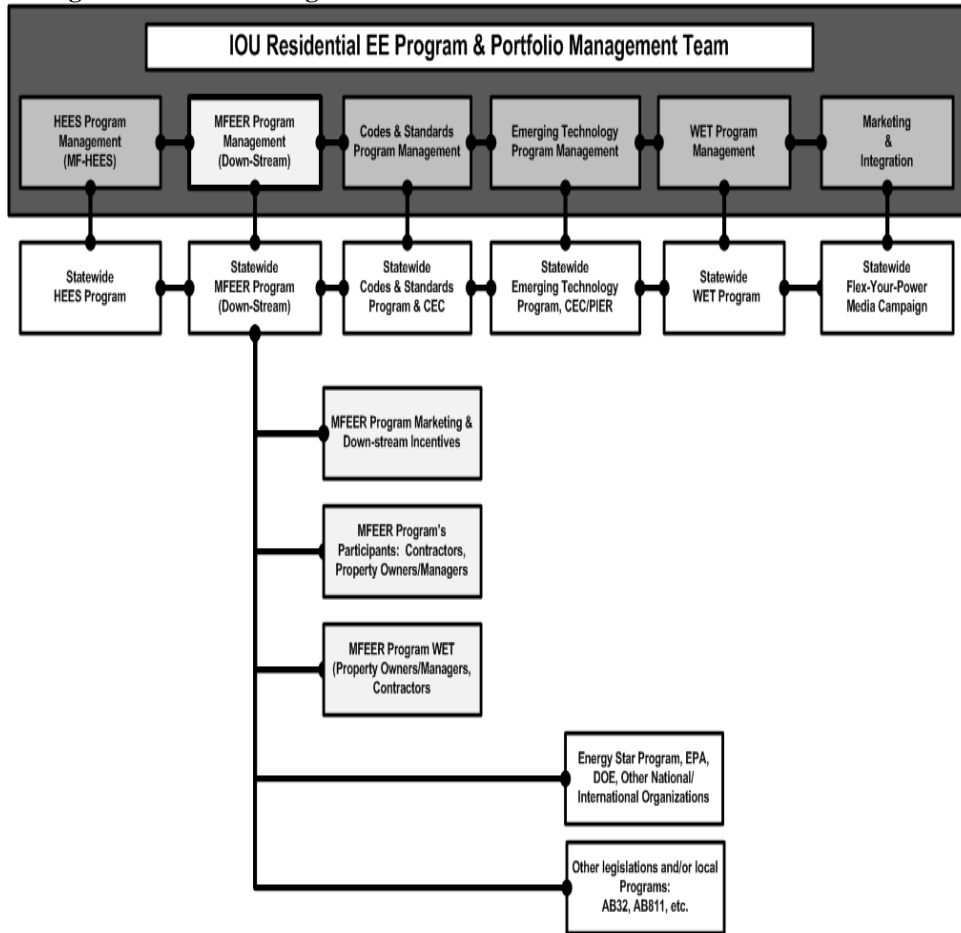 IOU Residential EE Program & Portfolio Management Team
HEES Program
Management
(MF-HEES)
MFEER Program
Management
(Down-Stream)
Codes & Standards
Program Management
Emerging Technology
Program Management
WET Program
Management
Marketing
&
Integration
Statewide
HEES Program
Statewide
MFEER Program
(Down-Stream)
Statewide
Codes & Standards
Program & CEC
Statewide
Emerging Technology
Program, CEC/PIER
Statewide
WET Program
Statewide
Flex-Your-Power
Media Campaign
MFEER Program Marketing &
Down-stream Incentives
MFEER Program's
Participants: Contractors,
Property Owners/Managers
MFEER Program WET
(Property Owners/Managers,
Contractors
Energy Star Program, EPA,
DOE, Other National/
International Organizations
Other legislations and/or local
Programs:
AB32, AB811, etc.